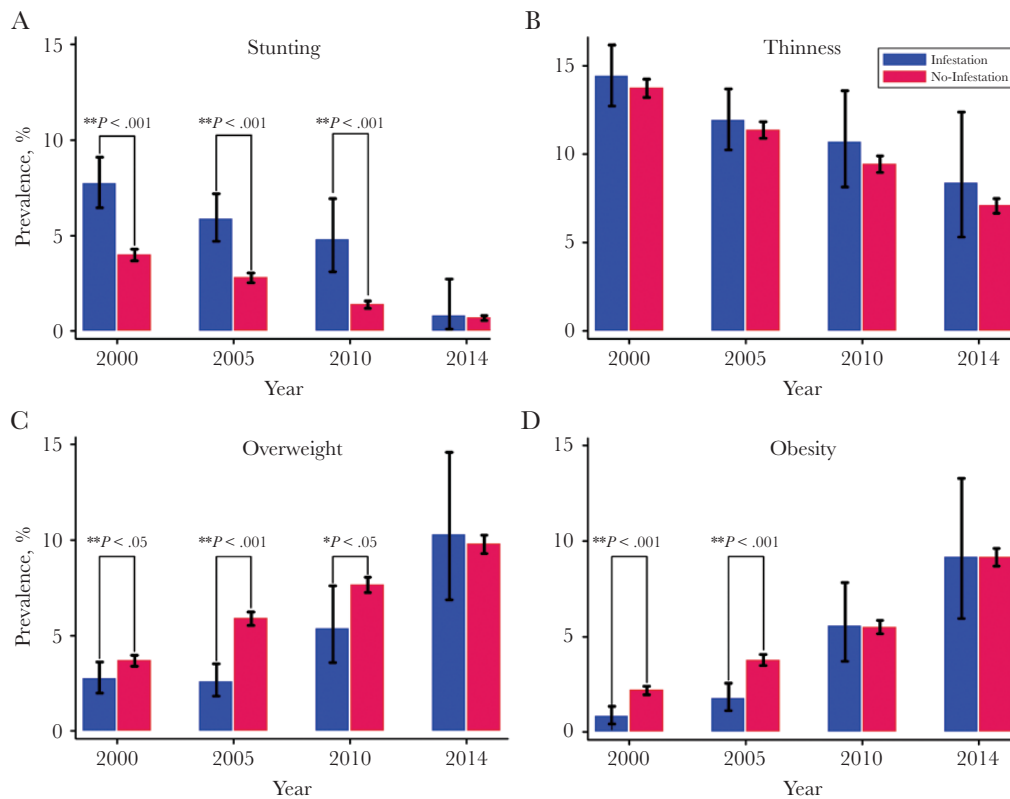 A
Stunting
15
10
5
0
Prevalence, %
**P < .001
**P < .001
**P < .001
2000 2005 2010 2014
Year
B
Thinness
Infestation
No-Infestation
15
10
5
0
2000 2005 2010 2014
Year
C
Overweight
15
10
5
0
Prevalence, %
**P < .05
**P < .001
*P < .05
2000 2005 2010 2014
Year
D
Obesity
15
10
5
0
**P < .001
**P < .001
2000 2005 2010 2014
Year